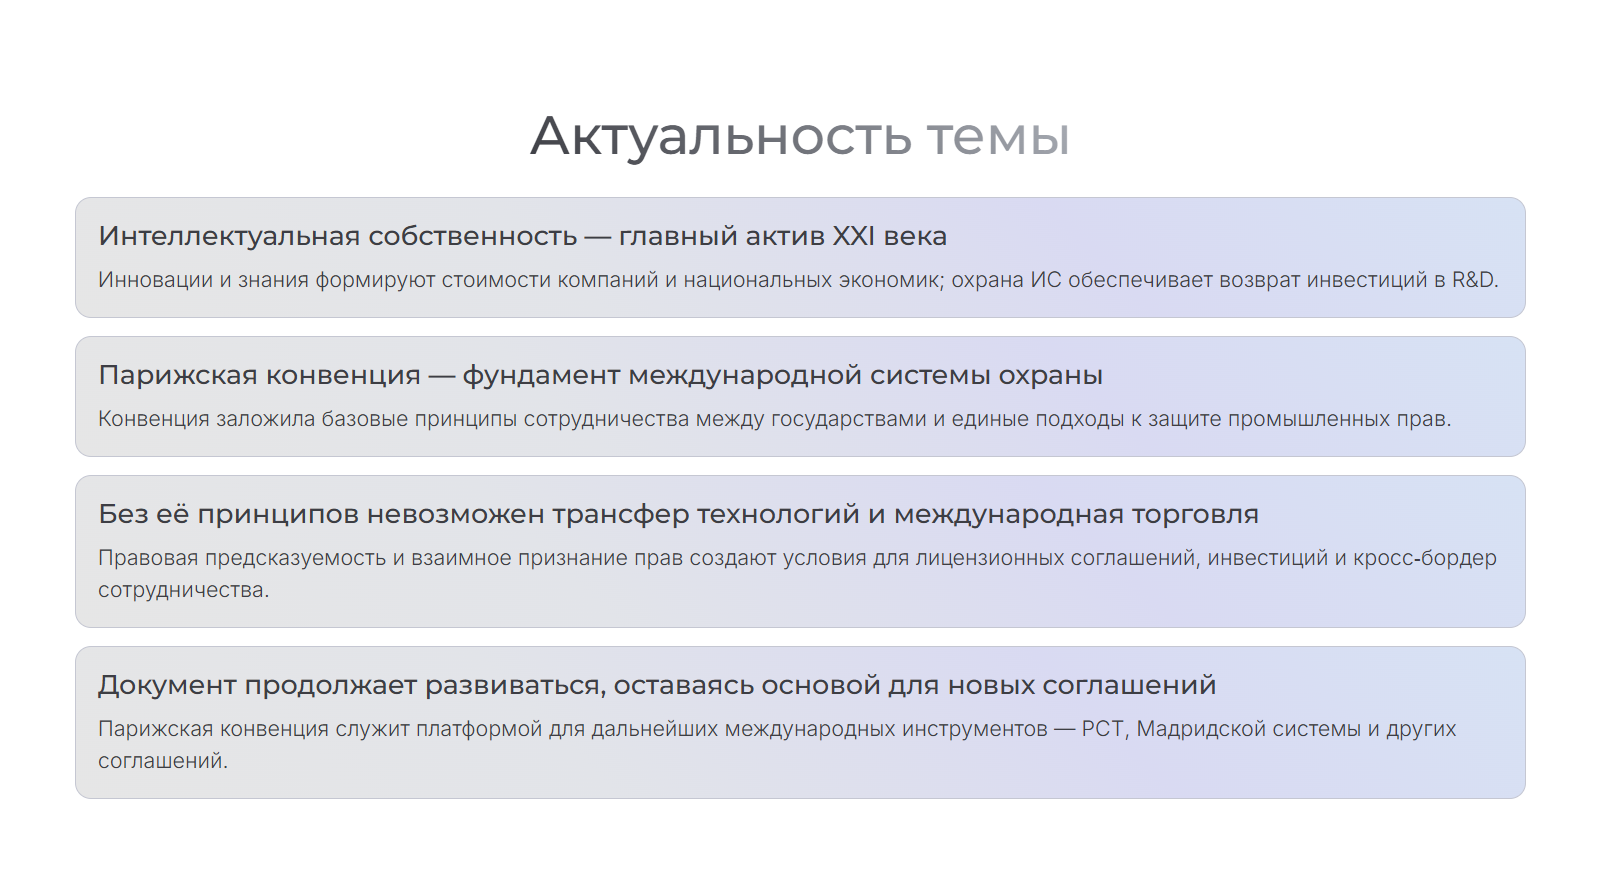 Актуальность темы
Интеллектуальная собственность — главный актив XXI века
Инновации и знания формируют стоимости компаний и национальных экономик; охрана ИС обеспечивает возврат инвестиций в R&D.
Парижская конвенция — фундамент международной системы охраны
Конвенция заложила базовые принципы сотрудничества между государствами и единые подходы к защите промышленных прав.
Без её принципов невозможен трансфер технологий и международная торговля
Правовая предсказуемость и взаимное признание прав создают условия для лицензионных соглашений, инвестиций и кросс-бордер
сотрудничества.
Документ продолжает развиваться, оставаясь основой для новых соглашений
Парижская конвенция служит платформой для дальнейших международных инструментов — PCT, Мадридской системы и других
соглашений.